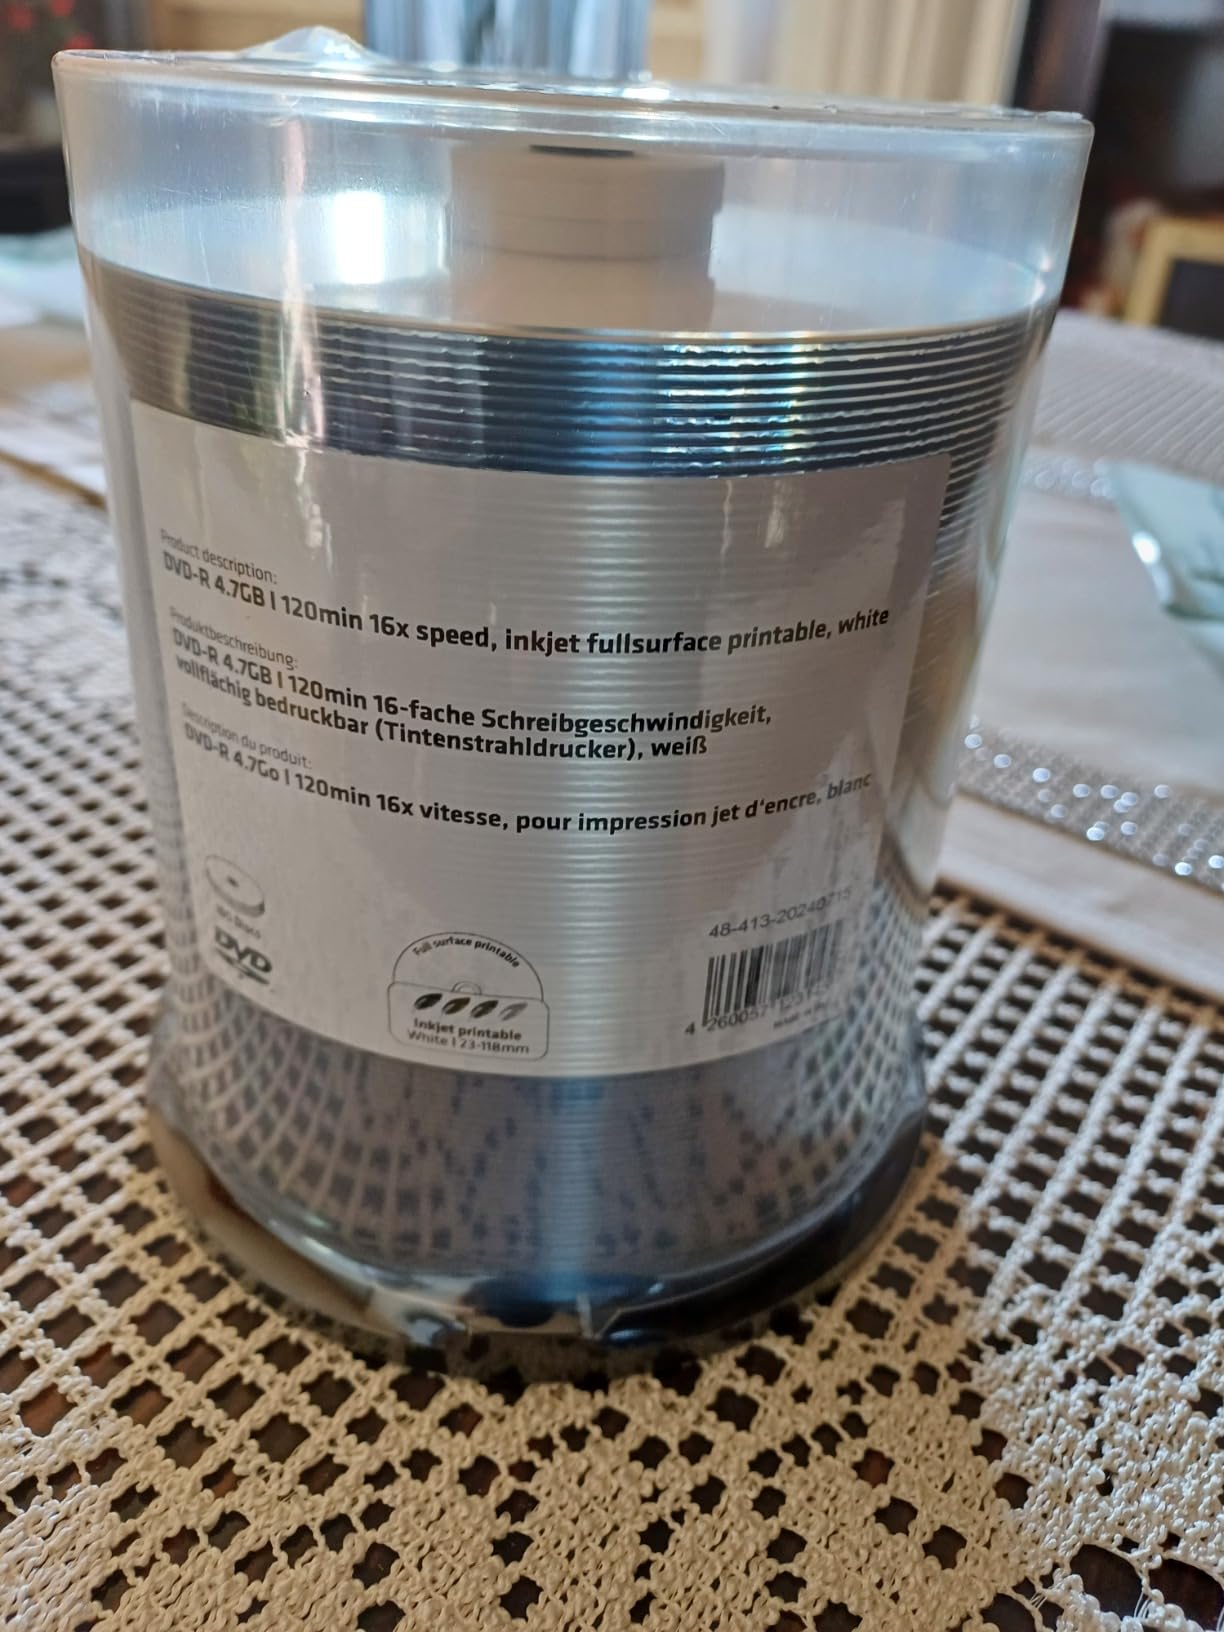 Product description:
DVD-R 4.7GB | 120min 16x speed, inkjet fullsurface printable, white
Produktbeschreibung:
DVD-R 4.7GB | 120min 16-fache Schreibgeschwindigkeit,
vollflächig bedruckbar (Tintenstrahldrucker), weiß
Description du produit:
DVD-R 4.7Go | 120min 16x vitesse, pour impression jet d'encre, blanc
DVD
Full surface printable
Inkjet printable
White | 23-118mm
48-413-20240715
4